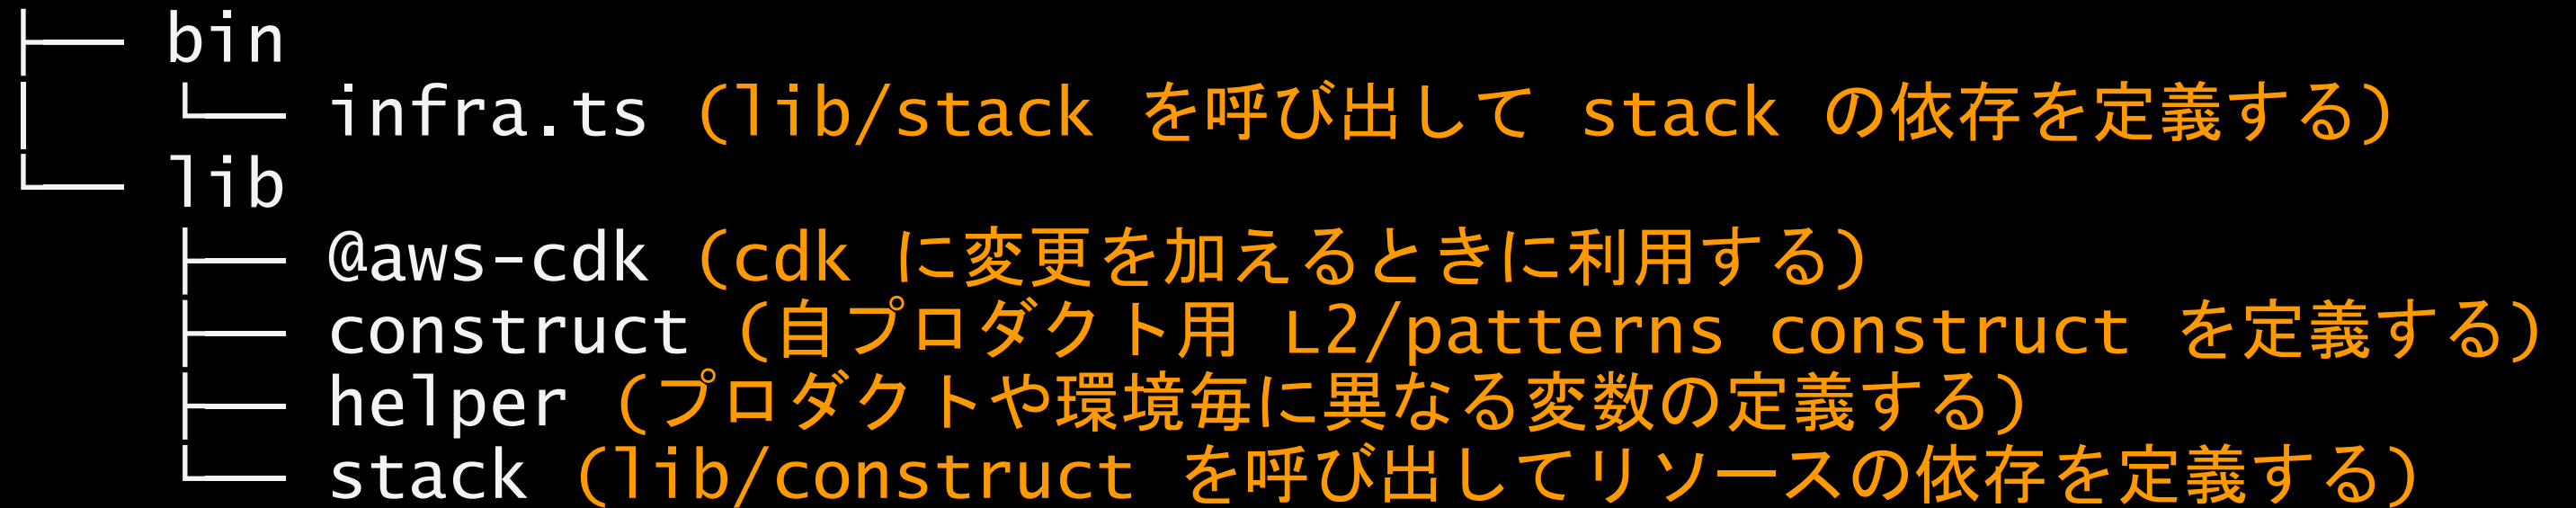 ├── bin
│   └── infra.ts (lib/stack を呼び出して stack の依存を定義する)
└── lib
    ├── @aws-cdk (cdk に変更を加えるときに利用する)
    ├── construct (自プロダクト用 L2/patterns construct を定義する)
    ├── helper (プロダクトや環境毎に異なる変数の定義する)
    └── stack (lib/construct を呼び出してリソースの依存を定義する)